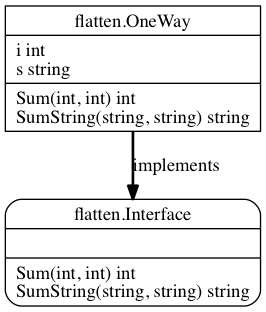 flatten.OneWay
i int
s string
Sum(int, int) int
SumString(string, string) string
implements
flatten.Interface
Sum(int, int) int
SumString(string, string) string